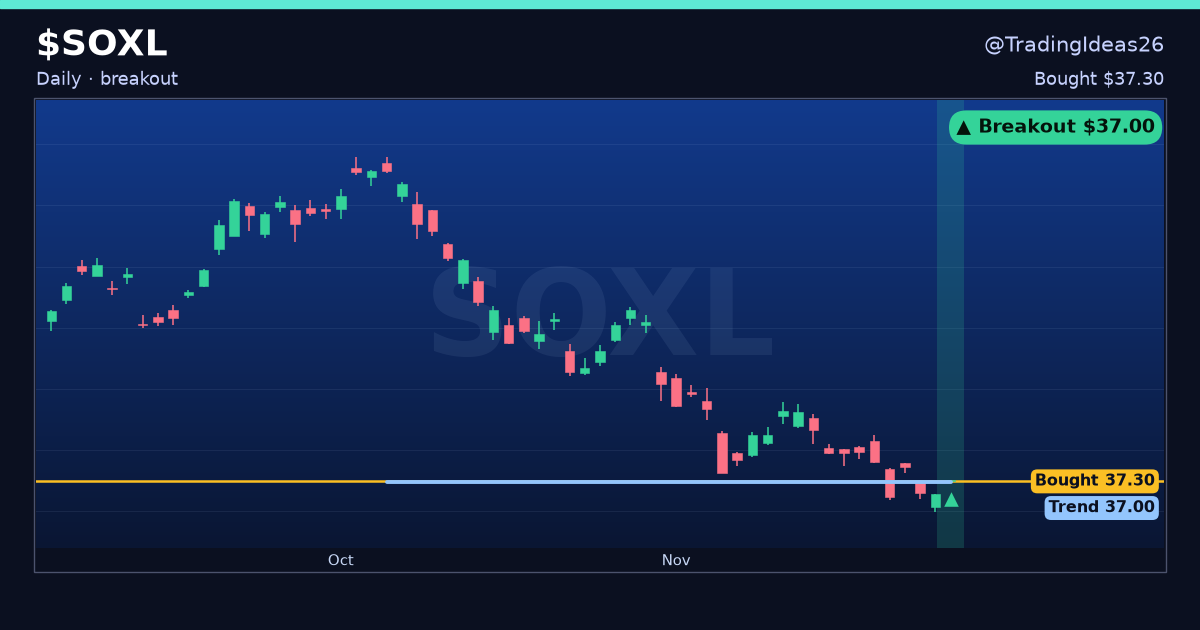 $SOXL
@TradingIdeas26
Daily · breakout
Bought $37.30
▲ Breakout $37.00
SOXL
Bought 37.30
Trend 37.00
Oct
Nov